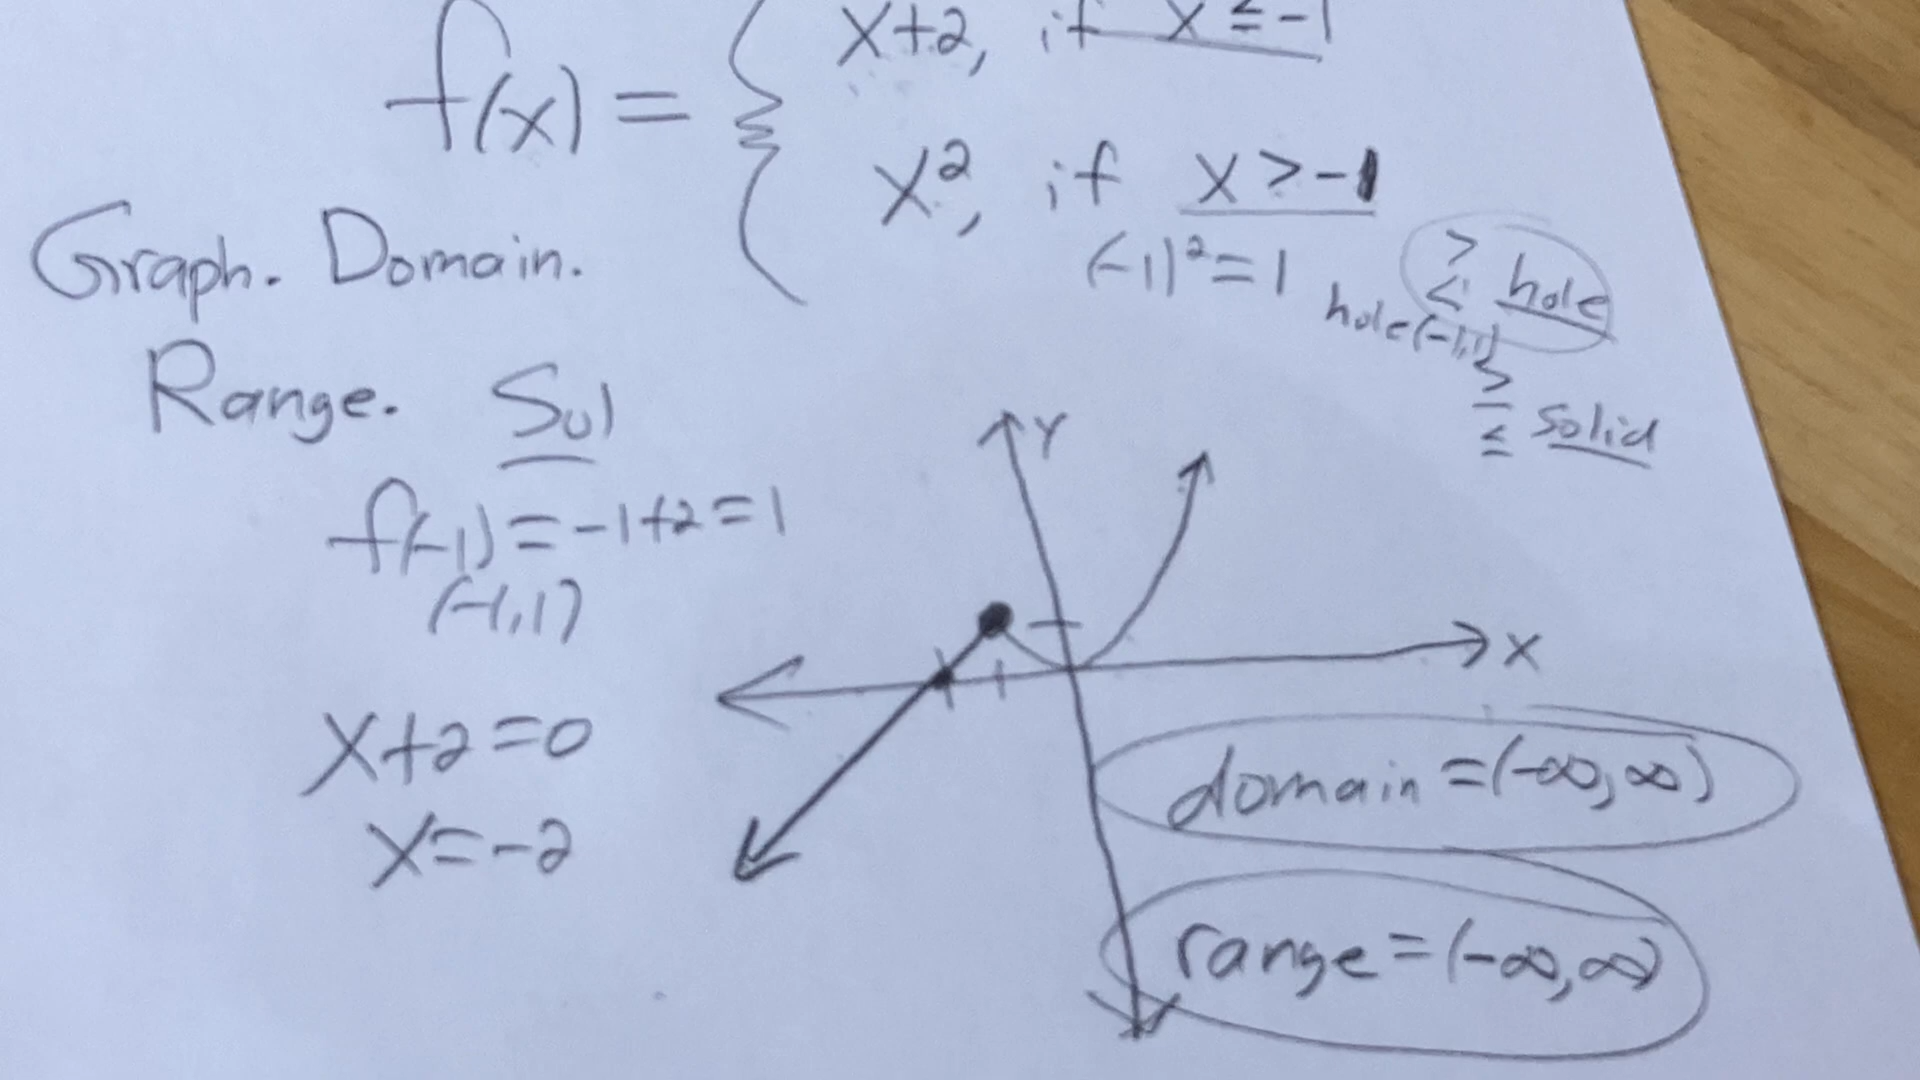 f(x) = { x+2, if x ≤ -1
x², if x > -1
(-1)² = 1
hole (-1,1)
>
< hole
≥
≤ solid
Graph. Domain.
Range. Sol
f(-1) = -1+2 = 1
(-1,1)
x+2=0
x=-2
Y
X
domain = (-∞,∞)
range = (-∞,∞)